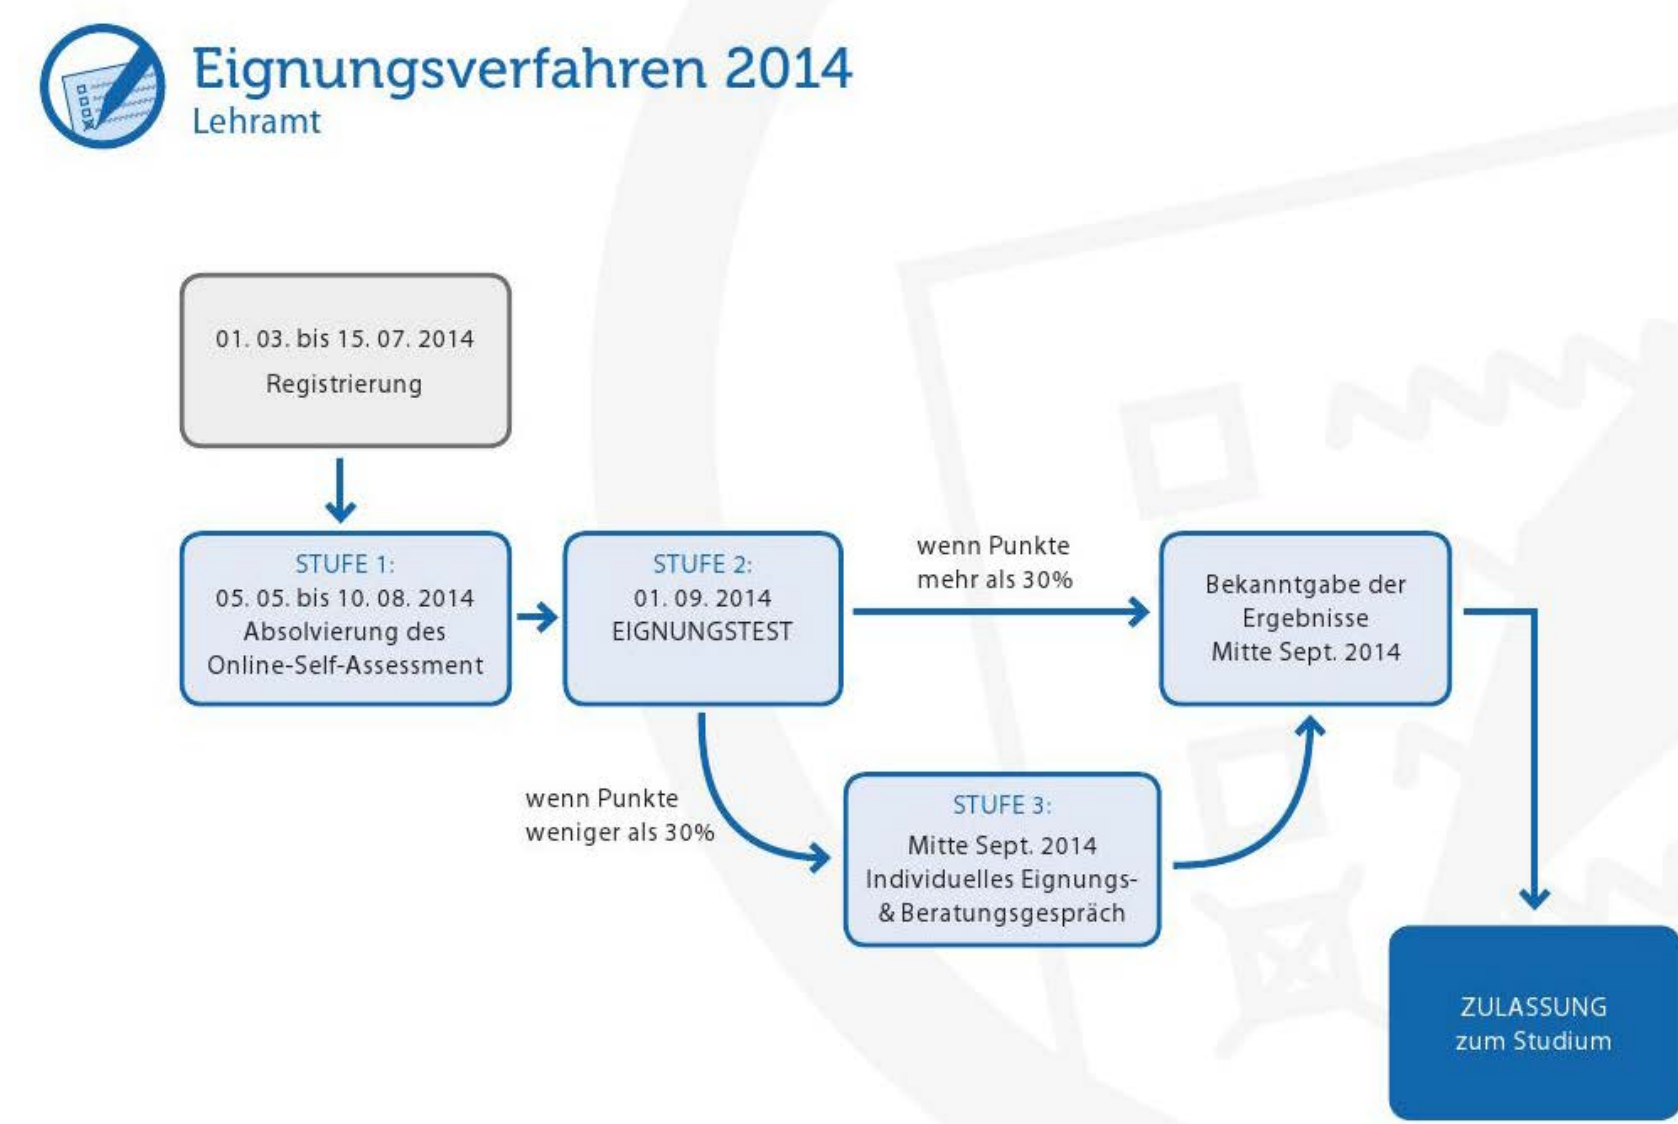 Eignungsverfahren 2014
Lehramt
01. 03. bis 15. 07. 2014
Registrierung
STUFE 1:
05. 05. bis 10. 08. 2014
Absolvierung des
Online-Self-Assessment
STUFE 2:
01. 09. 2014
EIGNUNGSTEST
wenn Punkte
mehr als 30%
Bekanntgabe der
Ergebnisse
Mitte Sept. 2014
wenn Punkte
weniger als 30%
STUFE 3:
Mitte Sept. 2014
Individuelles Eignungs-
& Beratungsgespräch
ZULASSUNG
zum Studium